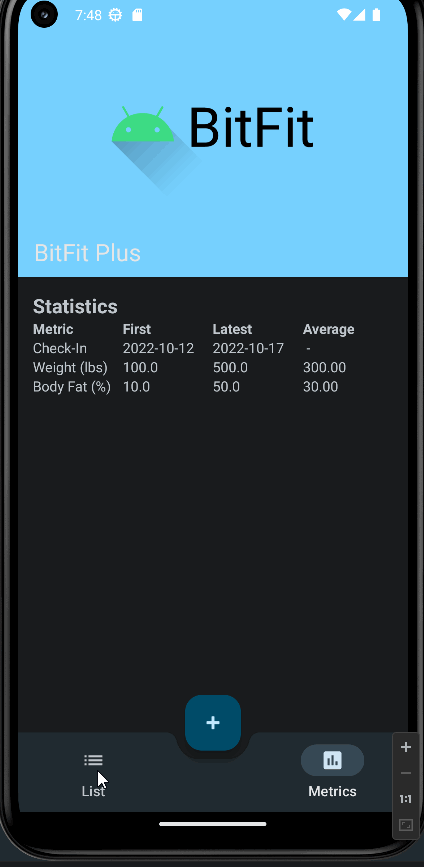 7:48
BitFit
BitFit Plus
Statistics
Metric First Latest Average
Check-In 2022-10-12 2022-10-17 -
Weight (lbs) 100.0 500.0 300.00
Body Fat (%) 10.0 50.0 30.00
+
List Metrics
+
−
1:1